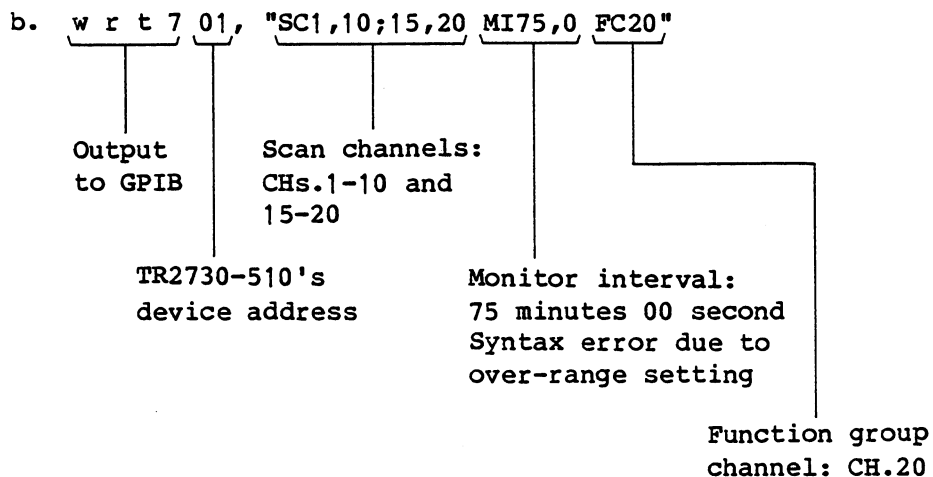 b. w r t 7 01, "SC1,10;15,20 MI75,0 FC20"
Output
to GPIB
Scan channels:
CHs.1-10 and
15-20
TR2730-510's
device address
Monitor interval:
75 minutes 00 second
Syntax error due to
over-range setting
Function group
channel: CH.20